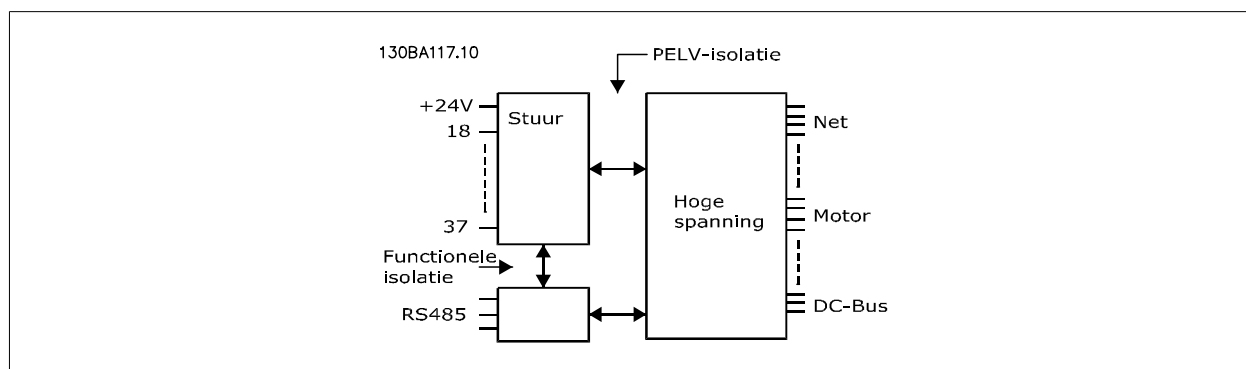 130BA117.10
PELV-isolatie
+24V
Stuur
18
Net
Hoge
spanning
Motor
37
Functionele
isolatie
RS485
DC-Bus